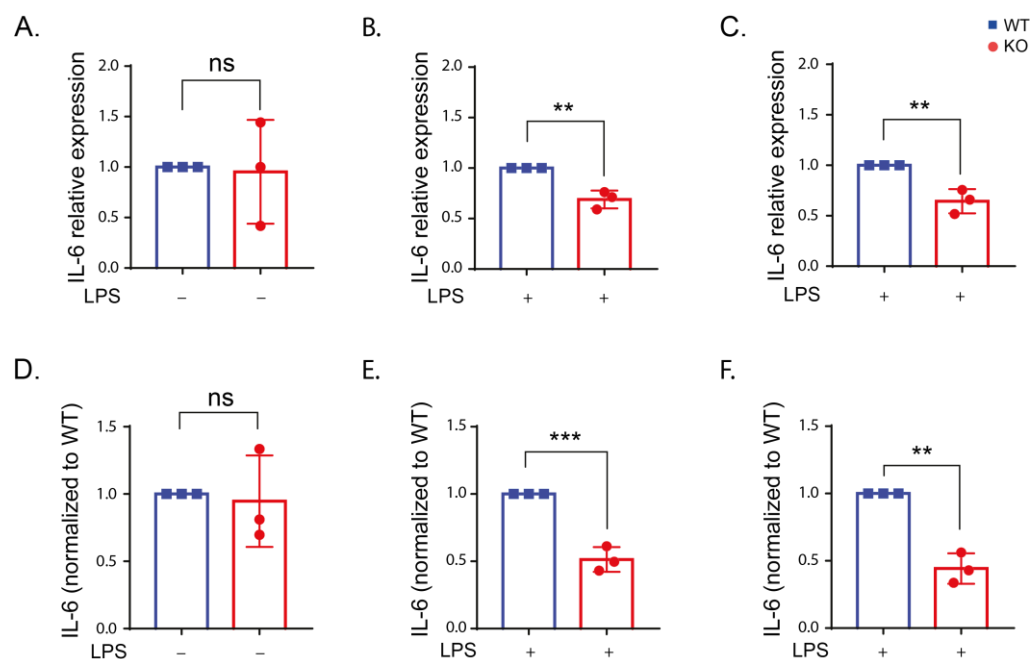 A.
IL-6 relative expression
2.0
1.5
1.0
0.5
0.0
ns
LPS
– –
B.
IL-6 relative expression
2.0
1.5
1.0
0.5
0.0
**
LPS
+ +
C.
WT
KO
IL-6 relative expression
2.0
1.5
1.0
0.5
0.0
**
LPS
+ +
D.
IL-6 (normalized to WT)
1.5
1.0
0.5
0.0
ns
LPS
– –
E.
IL-6 (normalized to WT)
1.5
1.0
0.5
0.0
***
LPS
+ +
F.
IL-6 (normalized to WT)
1.5
1.0
0.5
0.0
**
LPS
+ +